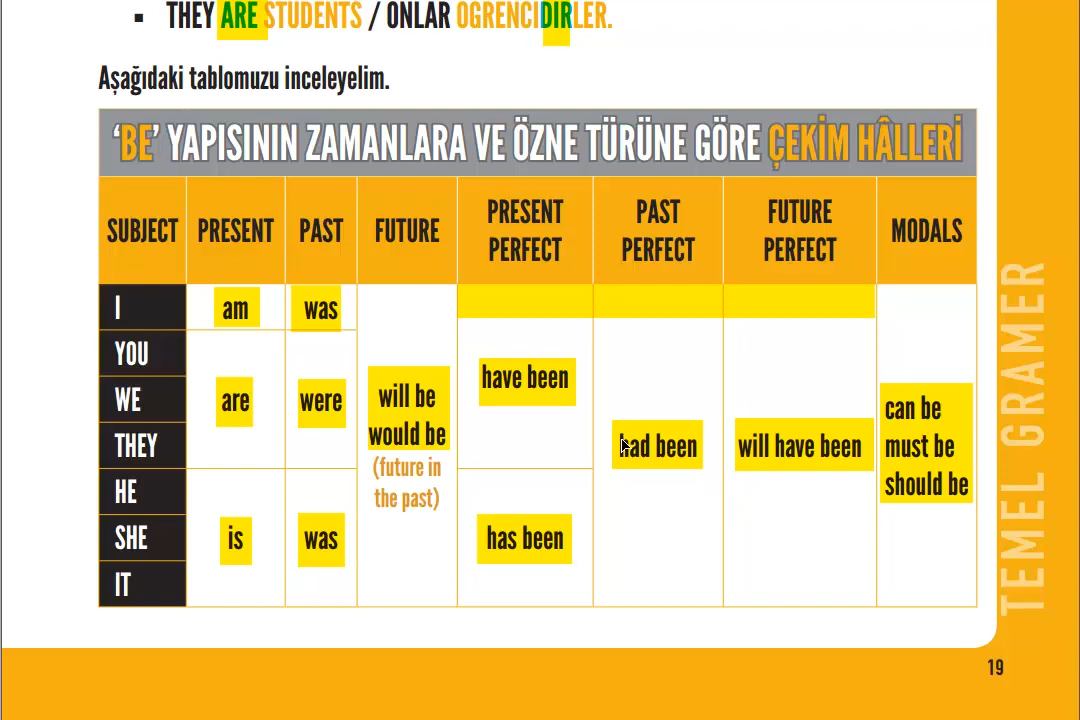 ▪ THEY ARE STUDENTS / ONLAR ÖĞRENCİDİRLER.
Aşağıdaki tablomuzu inceleyelim.
'BE' YAPISININ ZAMANLARA VE ÖZNE TÜRÜNE GÖRE ÇEKİM HÂLLERİ
SUBJECT PRESENT PAST FUTURE PRESENT PERFECT PAST PERFECT FUTURE PERFECT MODALS
I am was
YOU
WE are were
THEY
HE
SHE is was
IT
will be
would be
(future in
the past)
have been
has been
had been
will have been
can be
must be
should be
TEMEL GRAMER
19